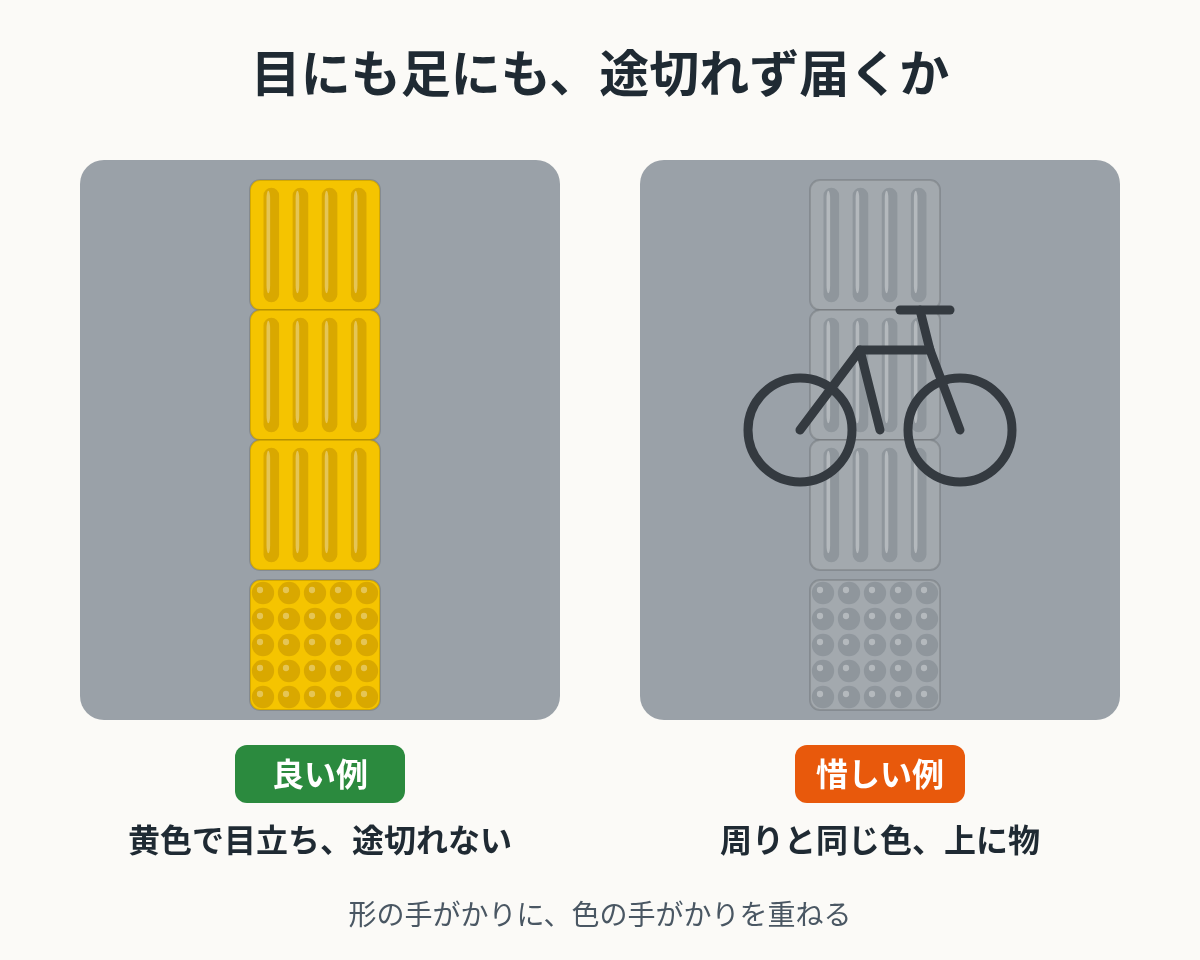 目にも足にも、途切れず届くか
良い例
黄色で目立ち、途切れない
惜しい例
周りと同じ色、上に物
形の手がかりに、色の手がかりを重ねる